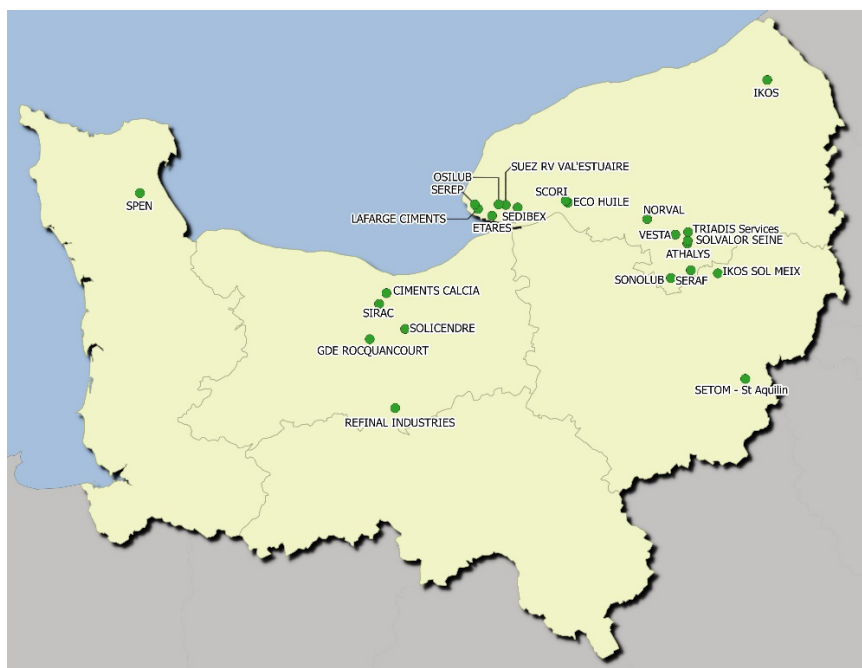 IKOS
SUEZ RV VAL'ESTUAIRE
OSILUB
SEREP
SCORI
ECO HUILE
SPEN
LAFARGE CIMENTS
SEDIBEX
ETARES
NORVAL
VESTA
TRIADIS Services
SOLVALOR SEINE
ATHALYS
IKOS SOL MEIX
SONOLUB
SERAF
CIMENTS CALCIA
SIRAC
SOLICENDRE
GDE ROCQUANCOURT
SETOM - St Aquilin
REFINAL INDUSTRIES